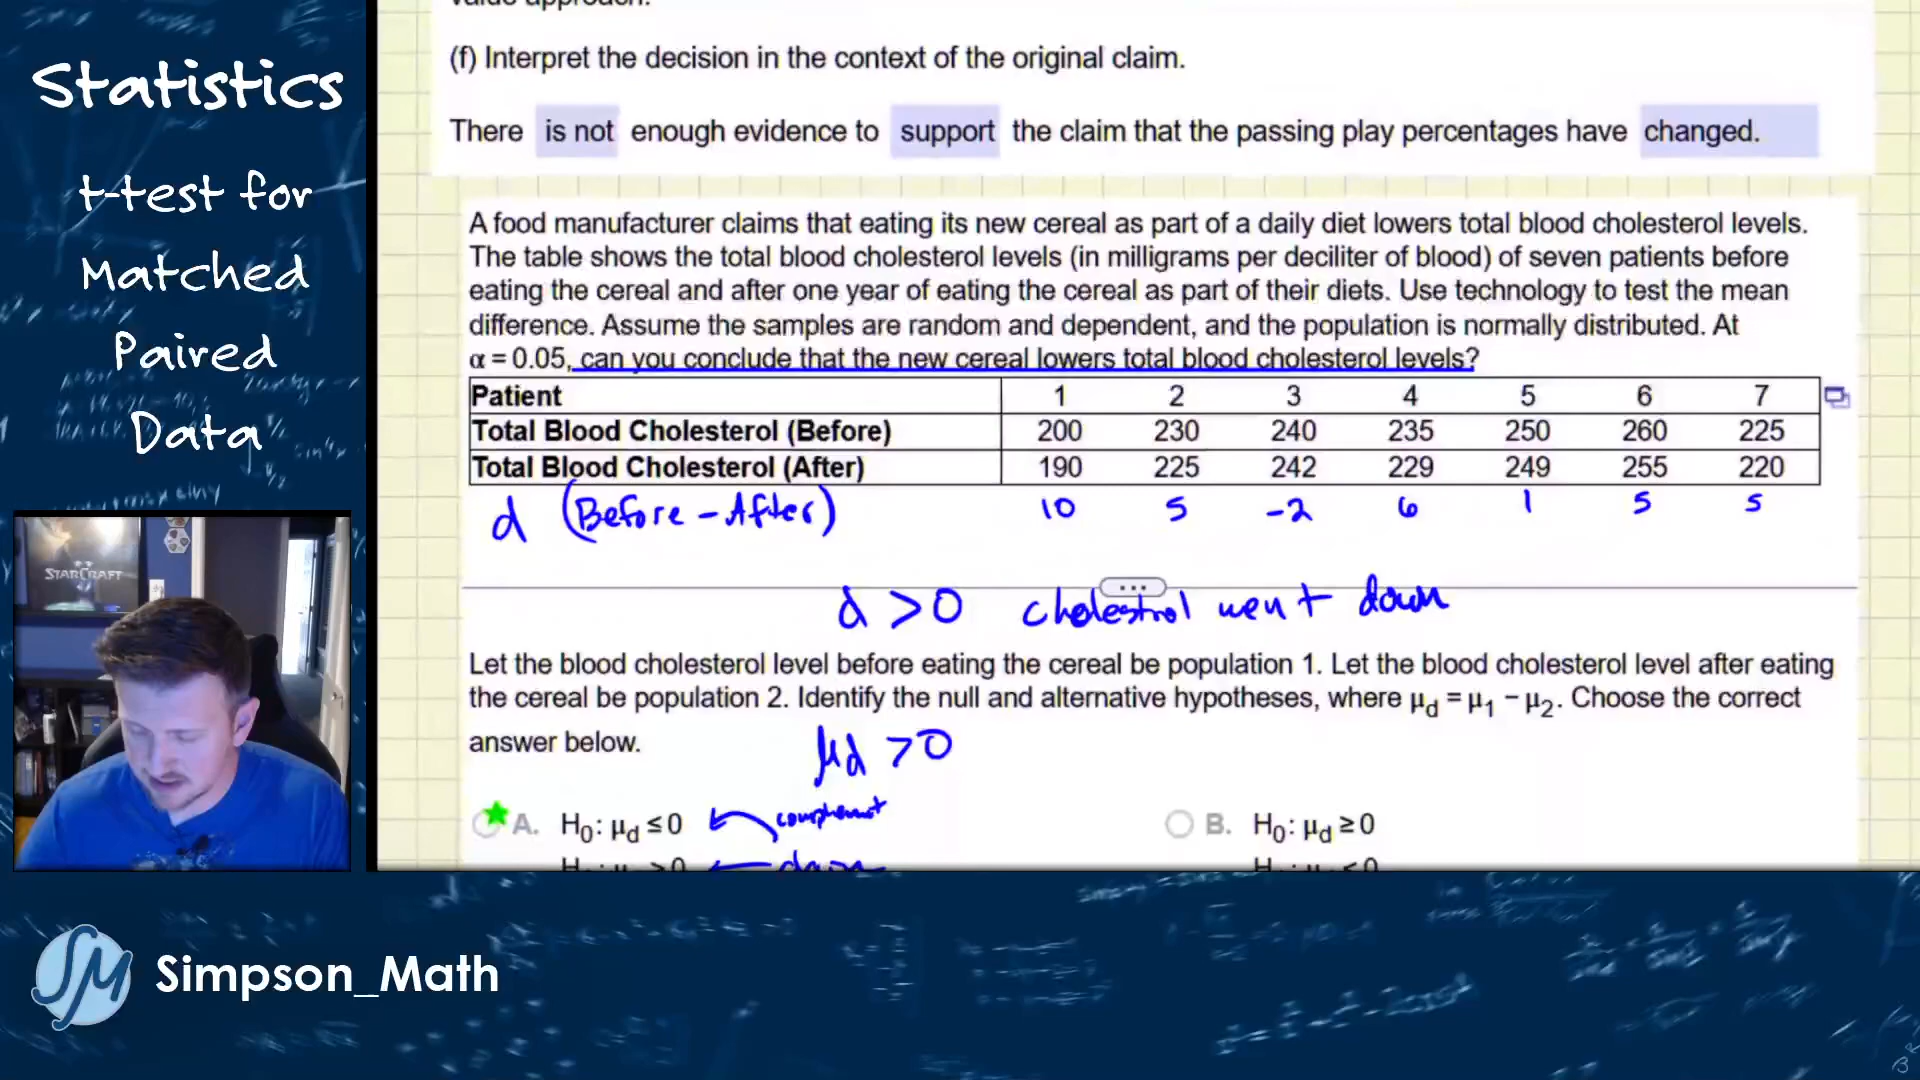 Statistics
t-test for
Matched
Paired
Data
value approach.
(f) Interpret the decision in the context of the original claim.
There is not enough evidence to support the claim that the passing play percentages have changed.
A food manufacturer claims that eating its new cereal as part of a daily diet lowers total blood cholesterol levels.
The table shows the total blood cholesterol levels (in milligrams per deciliter of blood) of seven patients before
eating the cereal and after one year of eating the cereal as part of their diets. Use technology to test the mean
difference. Assume the samples are random and dependent, and the population is normally distributed. At
α = 0.05, can you conclude that the new cereal lowers total blood cholesterol levels?
Patient 1 2 3 4 5 6 7
Total Blood Cholesterol (Before) 200 230 240 235 250 260 225
Total Blood Cholesterol (After) 190 225 242 229 249 255 220
d (Before - After) 10 5 -2 6 1 5 5
d > 0 cholestrol went down
Let the blood cholesterol level before eating the cereal be population 1. Let the blood cholesterol level after eating
the cereal be population 2. Identify the null and alternative hypotheses, where μd = μ1 − μ2. Choose the correct
answer below.
μd > 0
A. H0: μd ≤ 0
B. H0: μd ≥ 0
STARCRAFT
SM Simpson_Math